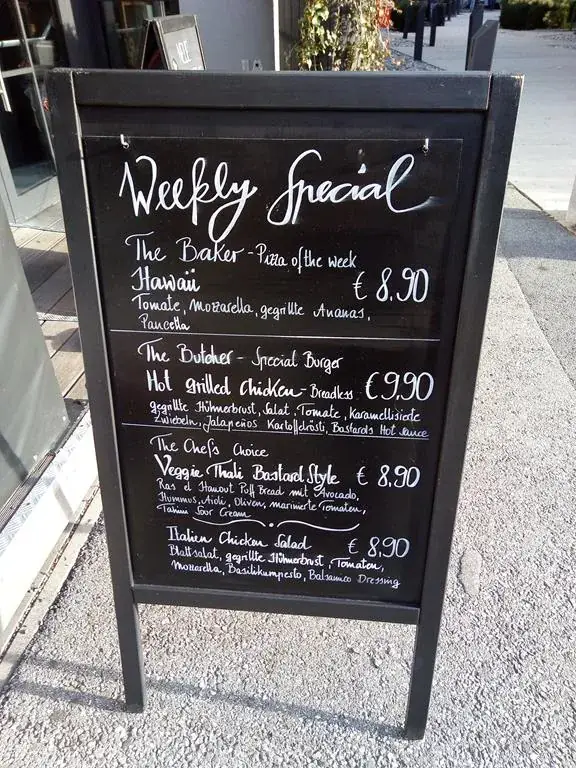 Weekly Special
The Baker - Pizza of the week
Hawaii € 8.90
Tomate, Mozzarella, gegrillte Ananas,
Pancetta
The Butcher - Special Burger
Hot grilled Chicken - Breadless € 9.90
gegrillte Hühnerbrust, Salat, Tomate, Karamellisierte
Zwiebeln, Jalapeños Kartoffelrösti, Bastards Hot Sauce
The Chefs Choice
Veggie Thali Bastard Style € 8.90
Ras el Hanout Puff Bread mit Avocado,
Hummus, Aioli, Oliven, marinierte Tomaten,
Tahini Sour Cream
Italien Chicken Salad € 8.90
Blattsalat, gegrillte Hühnerbrust, Tomaten,
Mozzarella, Basilikumpesto, Balsamico Dressing